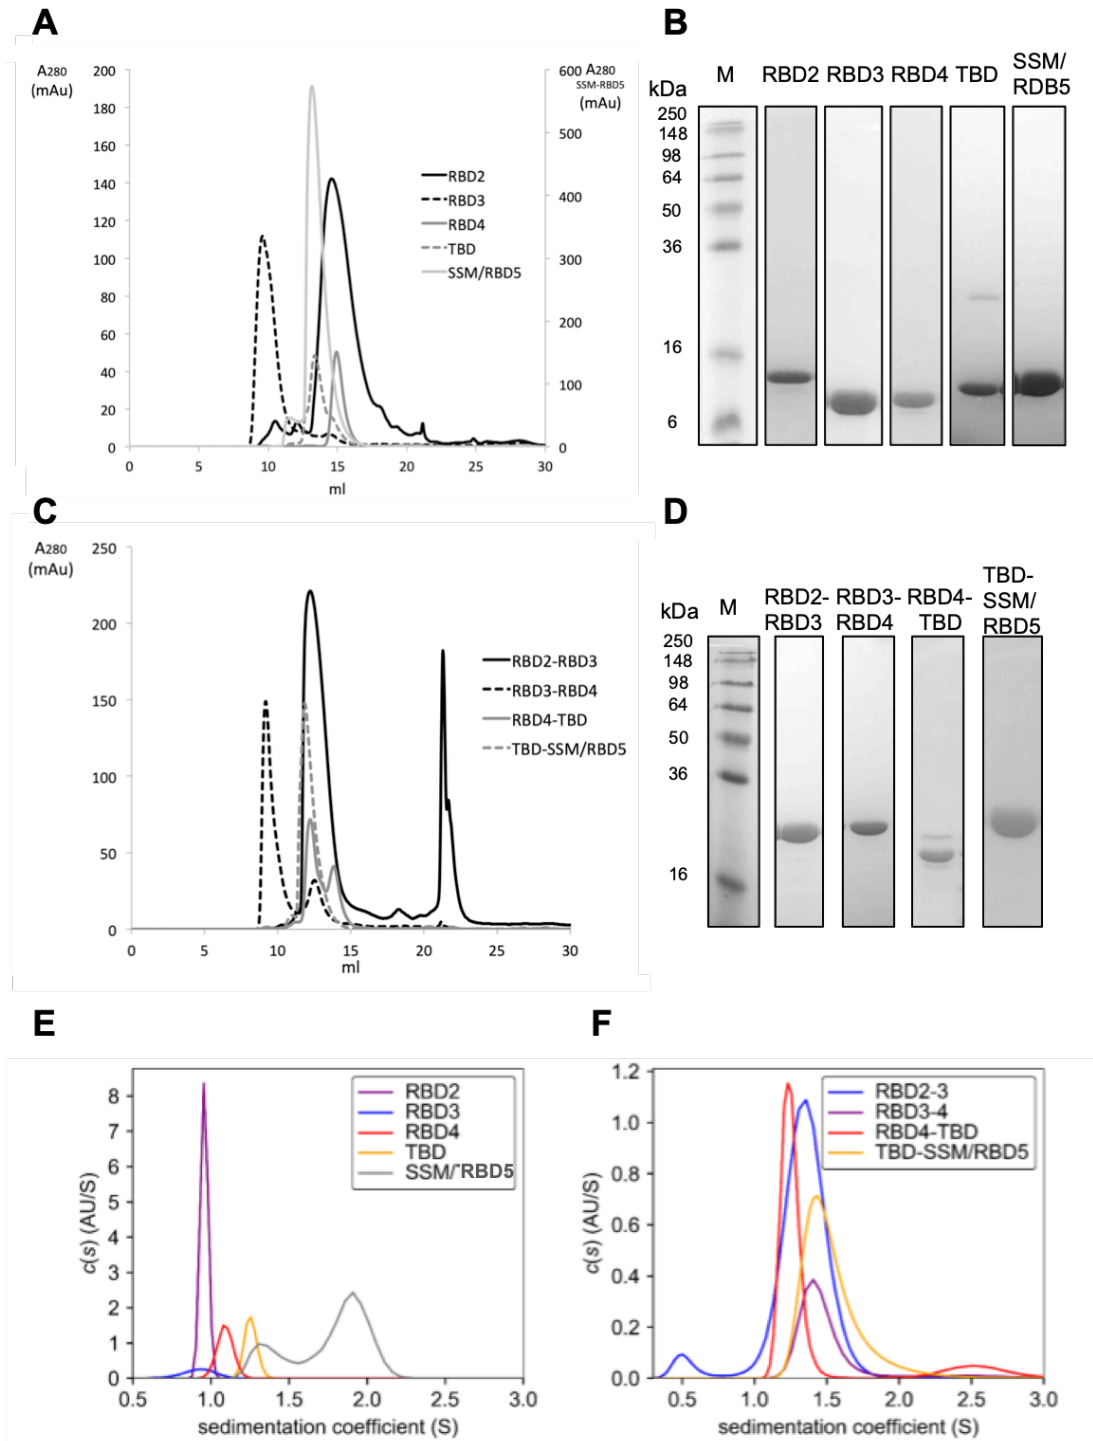 A
A280
(mAu)
200
180
160
140
120
100
80
60
40
20
0
600 A280
SSM-RBD5
(mAu)
500
400
300
200
100
0
RBD2
RBD3
RBD4
TBD
SSM/RBD5
0 5 10 15 20 25 30
ml
B
kDa
M RBD2 RBD3 RBD4 TBD SSM/
RDB5
250
148
98
64
50
36
16
6
C
A280
(mAu)
250
200
150
100
50
0
RBD2-RBD3
RBD3-RBD4
RBD4-TBD
TBD-SSM/RBD5
0 5 10 15 20 25 30
ml
D
kDa
M
RBD2-
RBD3
RBD3-
RBD4
RBD4-
TBD
TBD-
SSM/
RBD5
250
148
98
64
50
36
16
E
c(s) (AU/S)
8
7
6
5
4
3
2
1
0
RBD2
RBD3
RBD4
TBD
SSM/-RBD5
0.5 1.0 1.5 2.0 2.5 3.0
sedimentation coefficient (S)
F
c(s) (AU/S)
1.2
1.0
0.8
0.6
0.4
0.2
0.0
RBD2-3
RBD3-4
RBD4-TBD
TBD-SSM/RBD5
0.5 1.0 1.5 2.0 2.5 3.0
sedimentation coefficient (S)